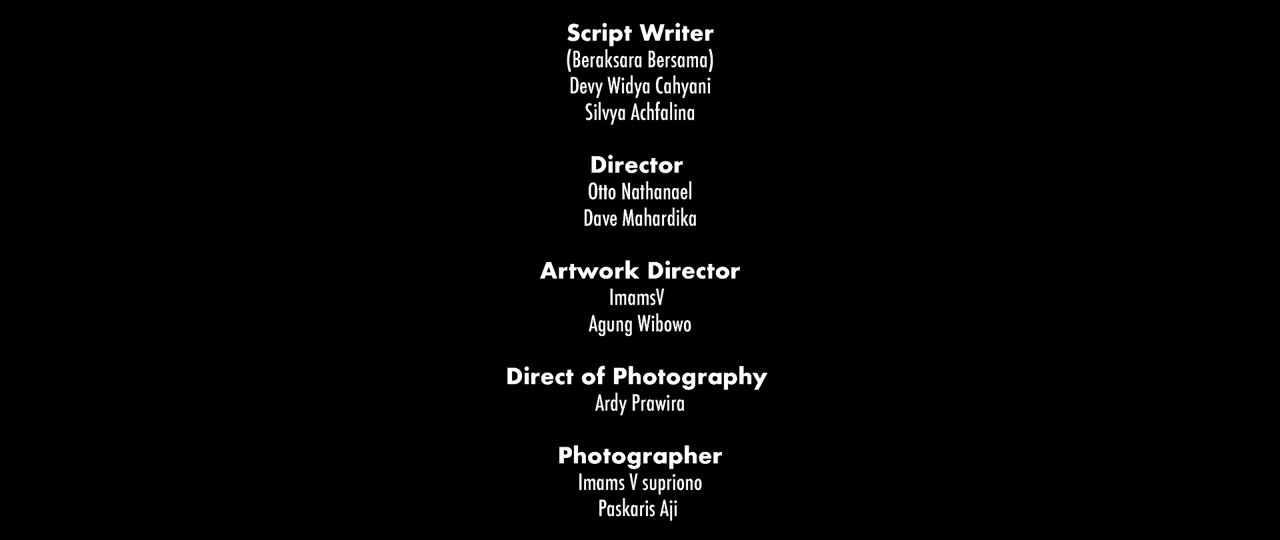 Script Writer
(Beraksara Bersama)
Devy Widya Cahyani
Silvya Achfalina
Director
Otto Nathanael
Dave Mahardika
Artwork Director
ImamsV
Agung Wibowo
Direct of Photography
Ardy Prawira
Photographer
Imams V supriono
Paskaris Aji